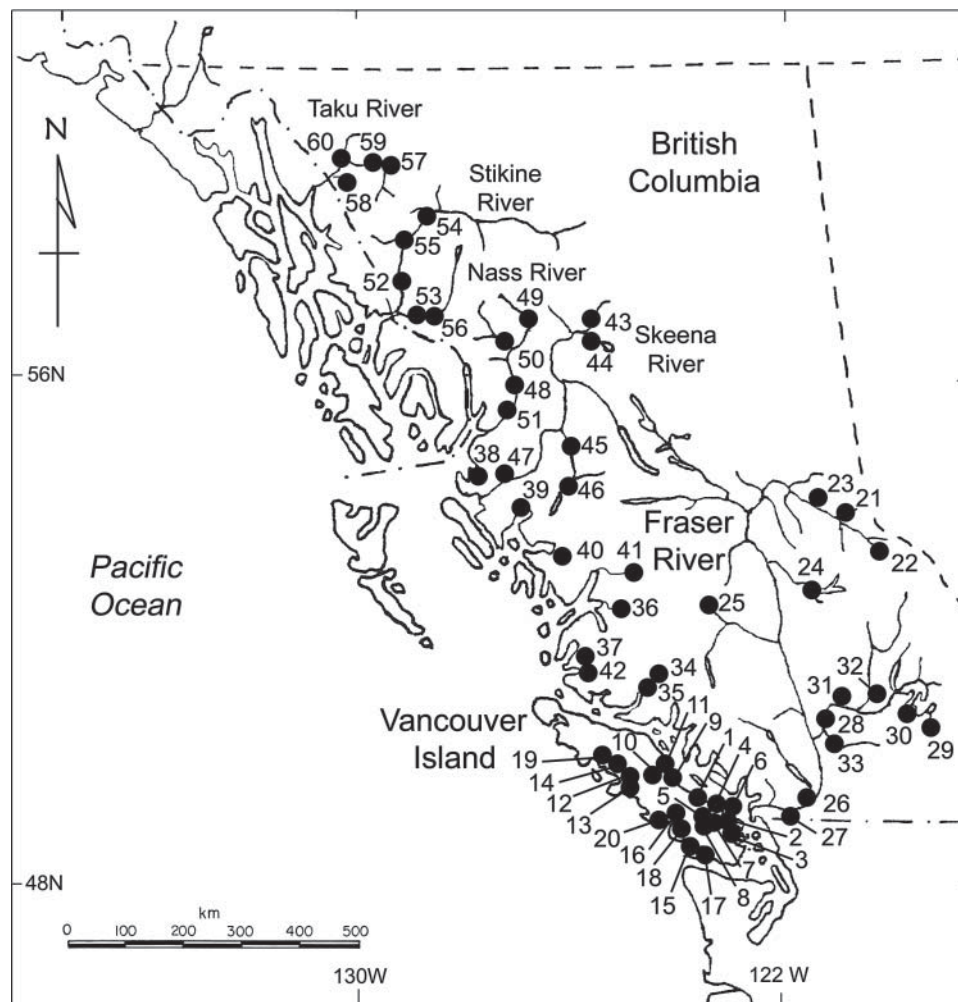 Taku River
N
60
59
57
58
British
Columbia
Stikine
River
54
55
52
Nass River
53
56
49
43
50
44
Skeena
River
56N
48
51
45
38
47
46
39
23
21
Fraser
River
22
40
41
24
25
36
Pacific
Ocean
37
42
34
35
32
31
11
Vancouver
Island
28
30
29
10
9
1
4
6
33
19
14
5
12
13
26
20
2
27
16
7
3
18
8
15
17
48N
km
0 100 200 300 400 500
130W
122 W